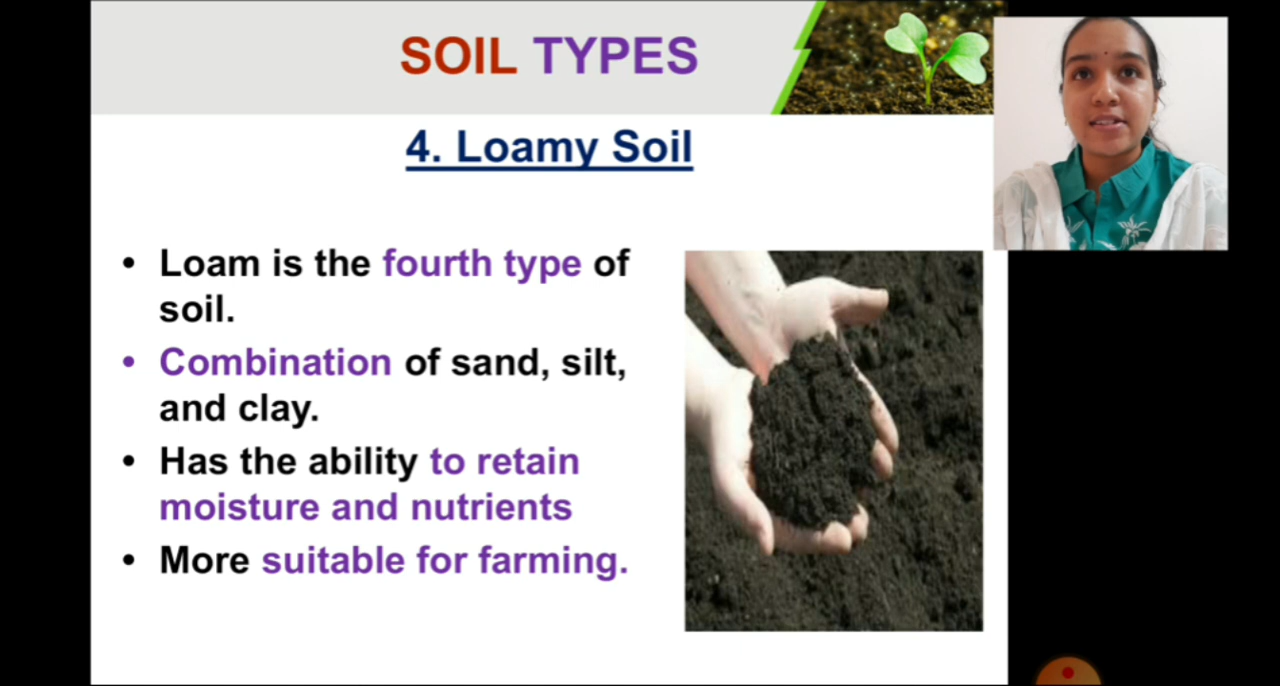 SOIL TYPES
4. Loamy Soil
• Loam is the fourth type of
soil.
• Combination of sand, silt,
and clay.
• Has the ability to retain
moisture and nutrients
• More suitable for farming.